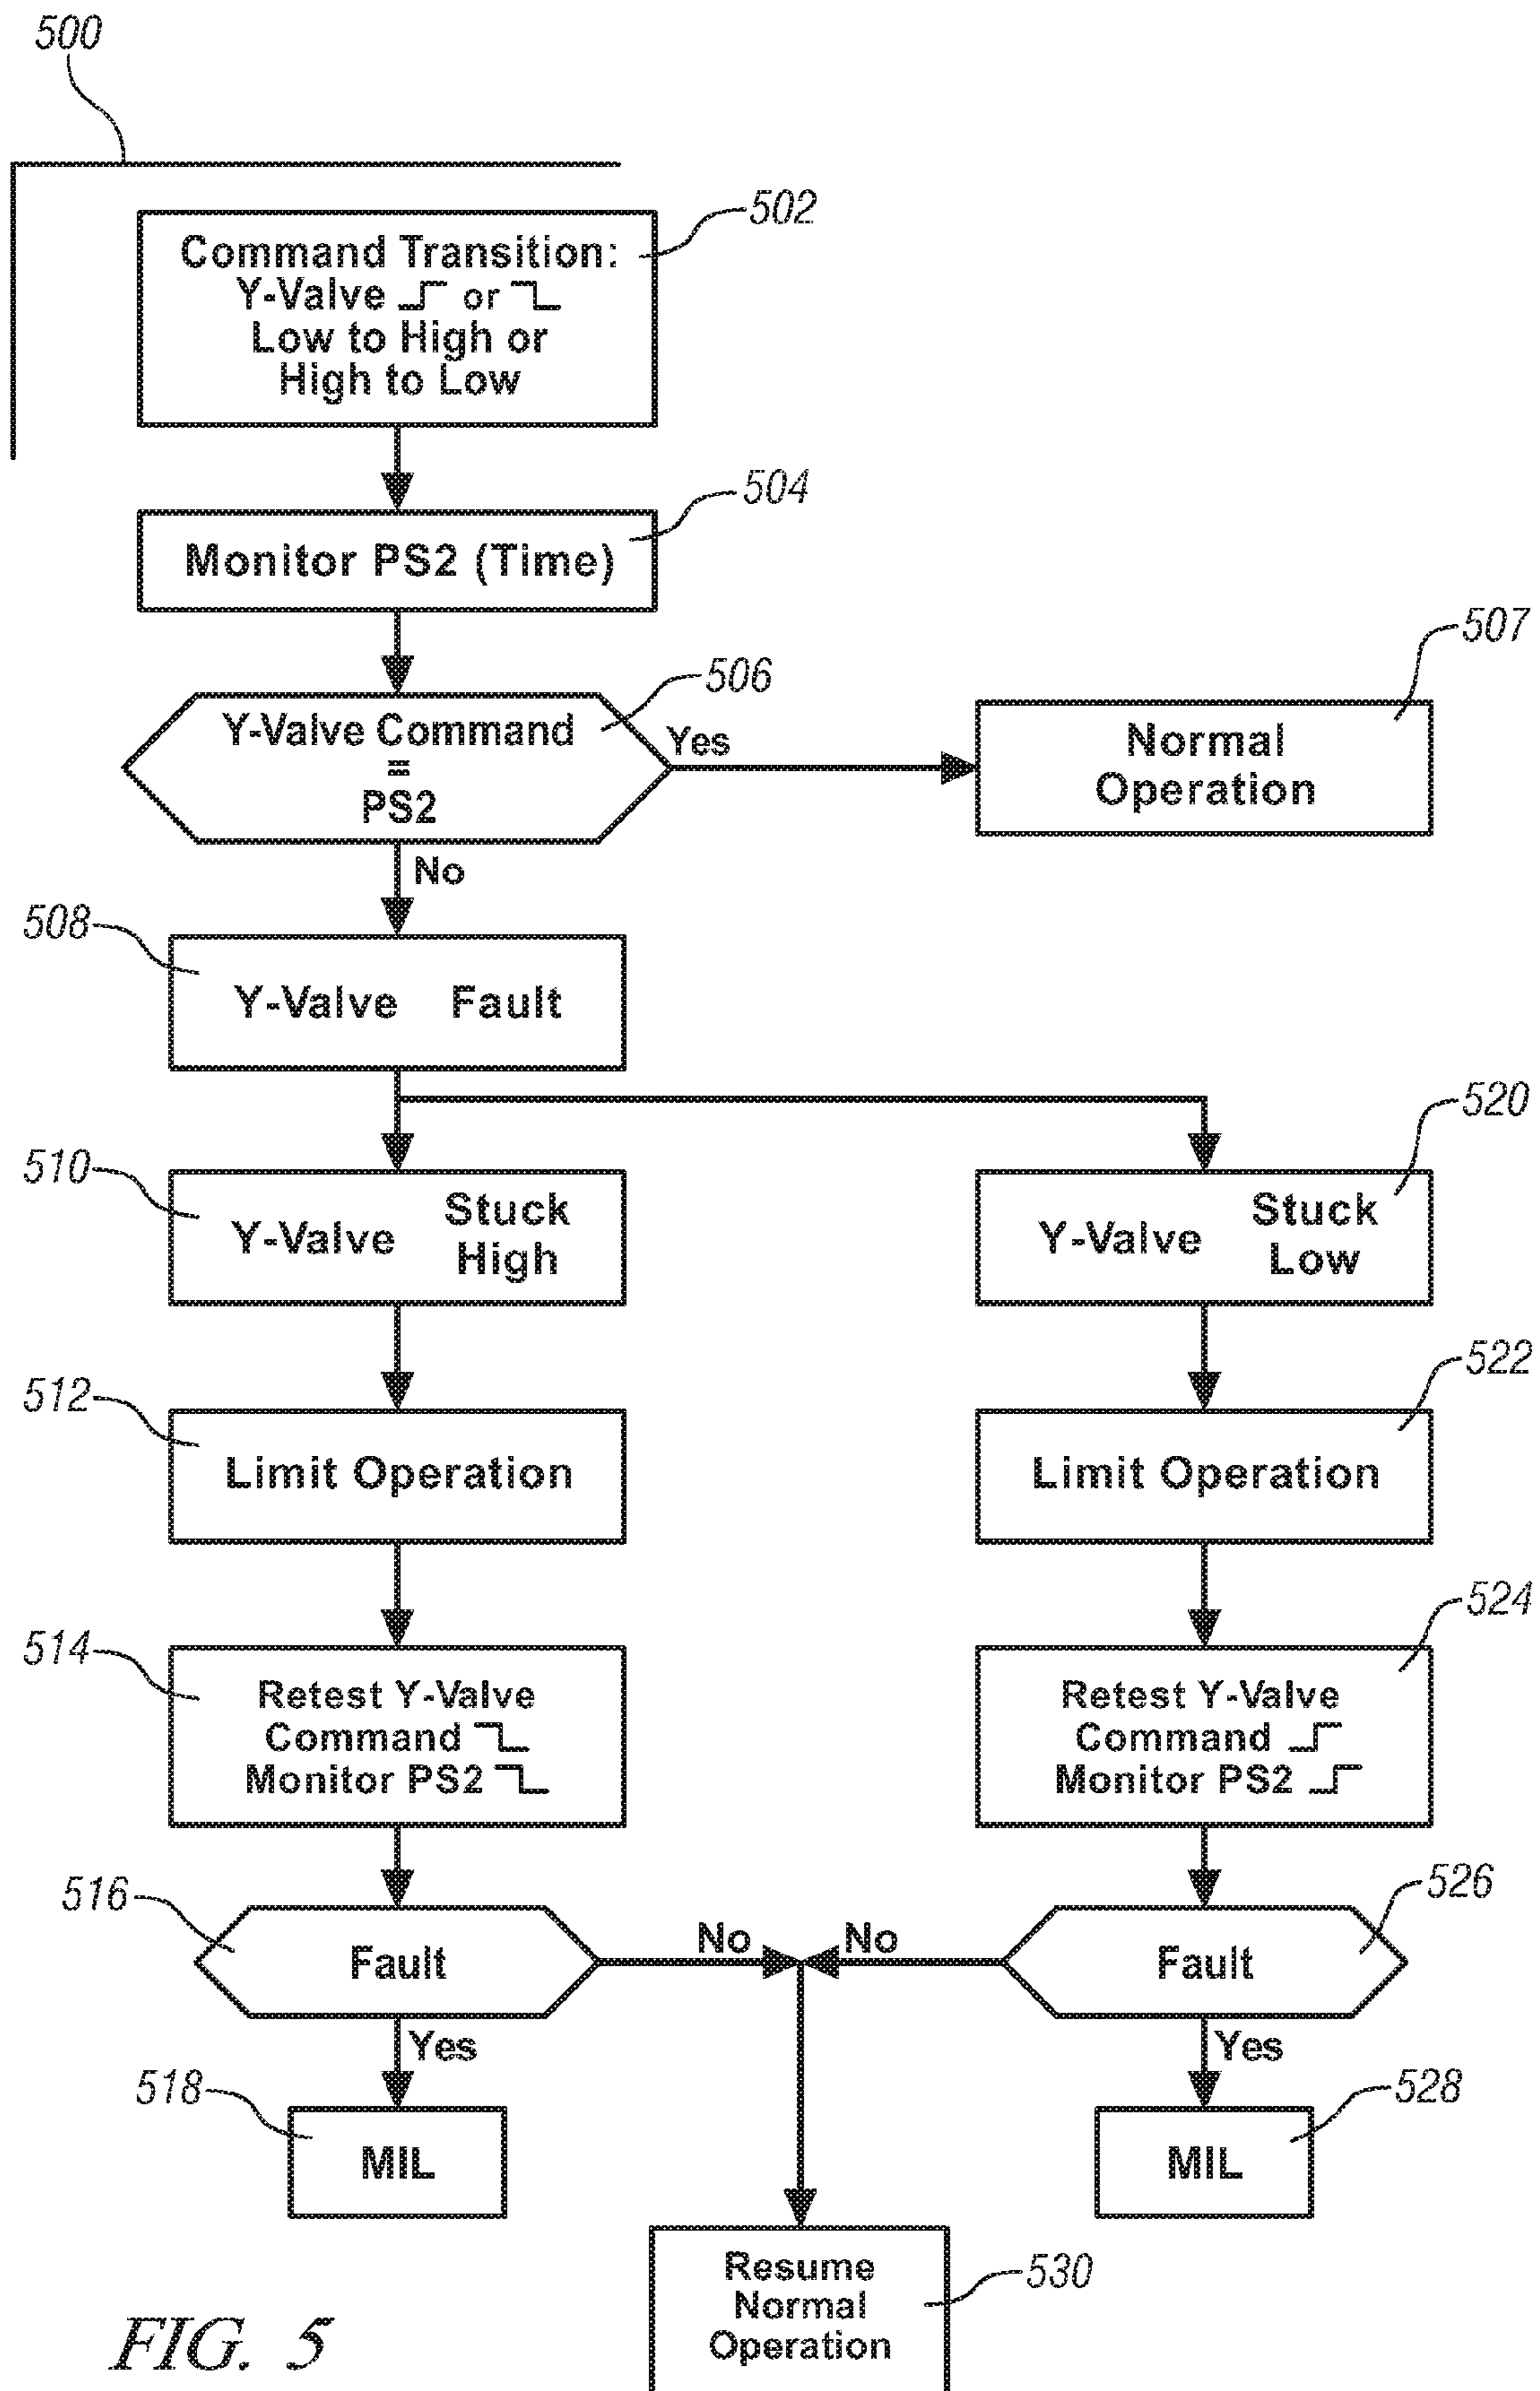 500
502
Command Transition:
Y-Valve or
Low to High or
High to Low
504
Monitor PS2 (Time)
506
507
Y-Valve Command
=
PS2
Yes
Normal
Operation
No
508
Y-Valve Fault
510
Y-Valve Stuck
High
520
Y-Valve Stuck
Low
512
Limit Operation
522
Limit Operation
514
Retest Y-Valve
Command
Monitor PS2
524
Retest Y-Valve
Command
Monitor PS2
516
Fault
No
No
526
Fault
Yes
Yes
518
MIL
528
MIL
Resume
Normal
Operation
530
FIG. 5